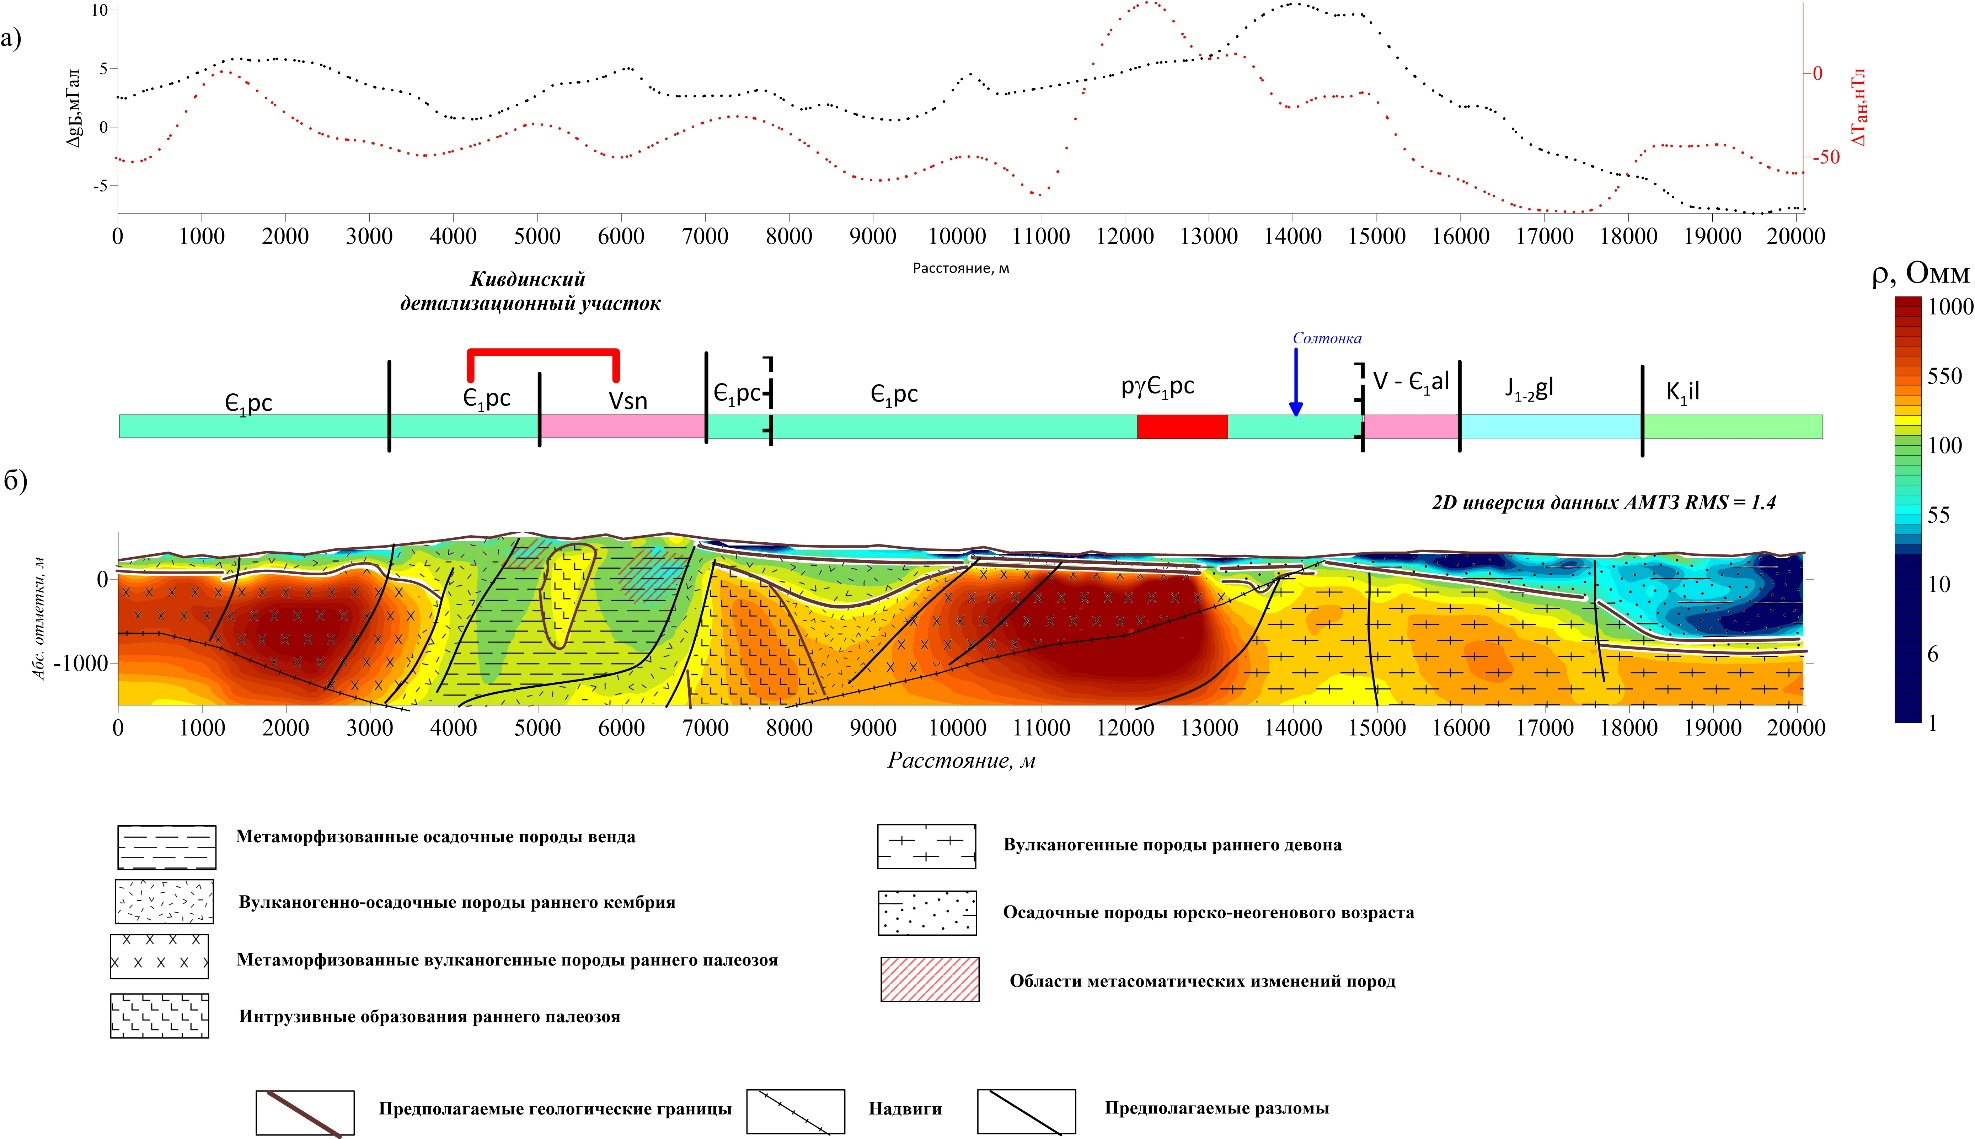 а)
ΔgБ,мГал
10
5
0
-5
0
-50
ΔTан,нТл
0 1000 2000 3000 4000 5000 6000 7000 8000 9000 10000 11000 12000 13000 14000 15000 16000 17000 18000 19000 20000
Расстояние, м
Кивдинский
детализационный участок
Солтонка
Є₁pc Є₁pc Vsn Є₁pc Є₁pc pγЄ₁pc V - Є₁al J₁₋₂gl K₁il
ρ, Омм
1000
550
100
55
10
6
1
б)
2D инверсия данных АМТЗ RMS = 1.4
Абс. отметки, м
0
-1000
0 1000 2000 3000 4000 5000 6000 7000 8000 9000 10000 11000 12000 13000 14000 15000 16000 17000 18000 19000 20000
Расстояние, м
Метаморфизованные осадочные породы венда
Вулканогенно-осадочные породы раннего кембрия
Метаморфизованные вулканогенные породы раннего палеозоя
Интрузивные образования раннего палеозоя
Вулканогенные породы раннего девона
Осадочные породы юрско-неогенового возраста
Области метасоматических изменений пород
Предполагаемые геологические границы
Надвиги
Предполагаемые разломы